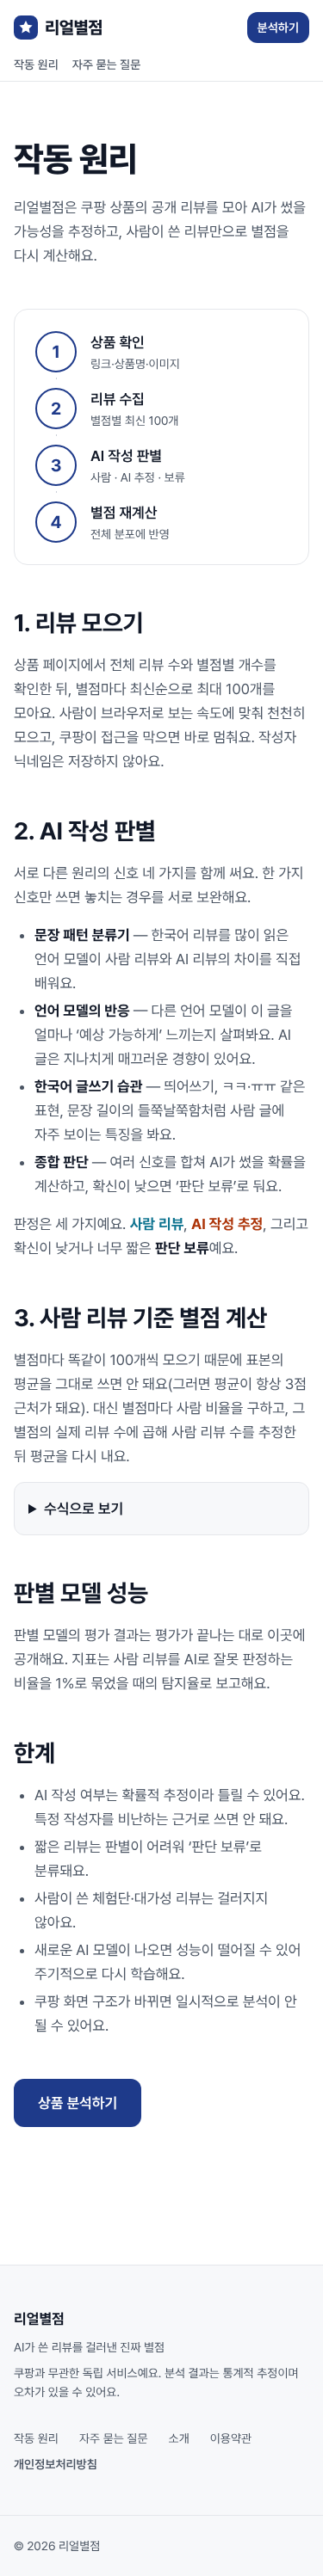 리얼별점
분석하기
작동 원리 자주 묻는 질문
작동 원리
리얼별점은 쿠팡 상품의 공개 리뷰를 모아 AI가 썼을
가능성을 추정하고, 사람이 쓴 리뷰만으로 별점을
다시 계산해요.
1
상품 확인
링크·상품명·이미지
2
리뷰 수집
별점별 최신 100개
3
AI 작성 판별
사람 · AI 추정 · 보류
4
별점 재계산
전체 분포에 반영
1. 리뷰 모으기
상품 페이지에서 전체 리뷰 수와 별점별 개수를
확인한 뒤, 별점마다 최신순으로 최대 100개를
모아요. 사람이 브라우저로 보는 속도에 맞춰 천천히
모으고, 쿠팡이 접근을 막으면 바로 멈춰요. 작성자
닉네임은 저장하지 않아요.
2. AI 작성 판별
서로 다른 원리의 신호 네 가지를 함께 써요. 한 가지
신호만 쓰면 놓치는 경우를 서로 보완해요.
• 문장 패턴 분류기 — 한국어 리뷰를 많이 읽은
언어 모델이 사람 리뷰와 AI 리뷰의 차이를 직접
배워요.
• 언어 모델의 반응 — 다른 언어 모델이 이 글을
얼마나 ‘예상 가능하게’ 느끼는지 살펴봐요. AI
글은 지나치게 매끄러운 경향이 있어요.
• 한국어 글쓰기 습관 — 띄어쓰기, ㅋㅋ·ㅠㅠ 같은
표현, 문장 길이의 들쭉날쭉함처럼 사람 글에
자주 보이는 특징을 봐요.
• 종합 판단 — 여러 신호를 합쳐 AI가 썼을 확률을
계산하고, 확신이 낮으면 ‘판단 보류’로 둬요.
판정은 세 가지예요. 사람 리뷰, AI 작성 추정, 그리고
확신이 낮거나 너무 짧은 판단 보류예요.
3. 사람 리뷰 기준 별점 계산
별점마다 똑같이 100개씩 모으기 때문에 표본의
평균을 그대로 쓰면 안 돼요(그러면 평균이 항상 3점
근처가 돼요). 대신 별점마다 사람 비율을 구하고, 그
별점의 실제 리뷰 수에 곱해 사람 리뷰 수를 추정한
뒤 평균을 다시 내요.
▶ 수식으로 보기
판별 모델 성능
판별 모델의 평가 결과는 평가가 끝나는 대로 이곳에
공개해요. 지표는 사람 리뷰를 AI로 잘못 판정하는
비율을 1%로 묶었을 때의 탐지율로 보고해요.
한계
• AI 작성 여부는 확률적 추정이라 틀릴 수 있어요.
특정 작성자를 비난하는 근거로 쓰면 안 돼요.
• 짧은 리뷰는 판별이 어려워 ‘판단 보류’로
분류돼요.
• 사람이 쓴 체험단·대가성 리뷰는 걸러지지
않아요.
• 새로운 AI 모델이 나오면 성능이 떨어질 수 있어
주기적으로 다시 학습해요.
• 쿠팡 화면 구조가 바뀌면 일시적으로 분석이 안
될 수 있어요.
상품 분석하기
리얼별점
AI가 쓴 리뷰를 걸러낸 진짜 별점
쿠팡과 무관한 독립 서비스예요. 분석 결과는 통계적 추정이며
오차가 있을 수 있어요.
작동 원리 자주 묻는 질문 소개 이용약관
개인정보처리방침
© 2026 리얼별점